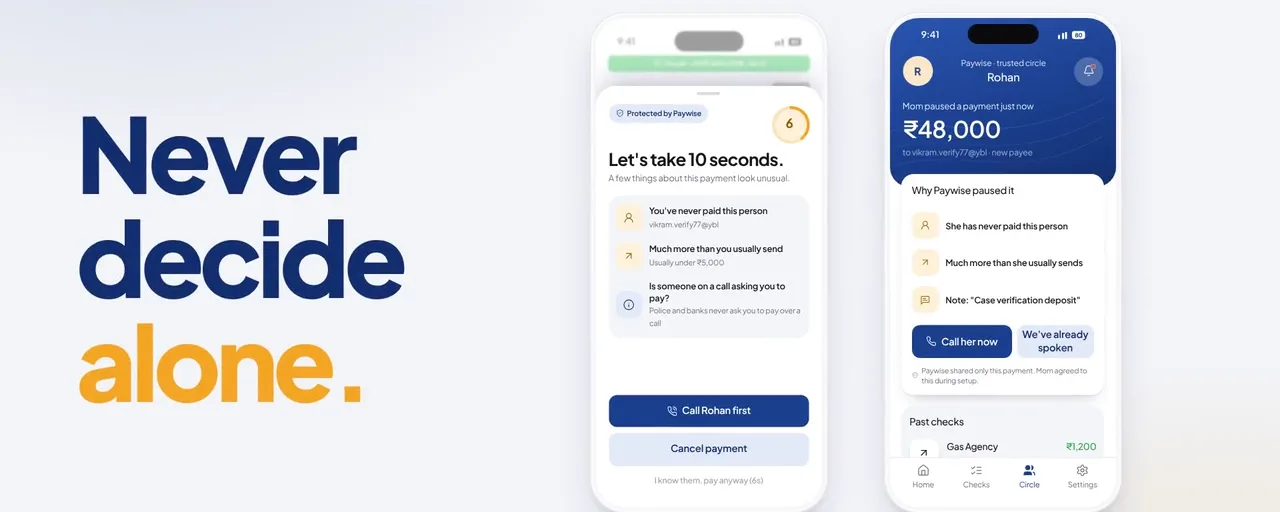 Never
decide
alone.
9:41
80
Protected by Paywise
6
Let's take 10 seconds.
A few things about this payment look unusual.
You've never paid this person
vikram.verify77@ybl
Much more than you usually send
Usually under ₹5,000
Is someone on a call asking you to
pay?
Police and banks never ask you to pay over a
call
Call Rohan first
Cancel payment
I know them, pay anyway (6s)
9:41
80
R
Paywise · trusted circle
Rohan
Mom paused a payment just now
₹48,000
to vikram.verify77@ybl · new payee
Why Paywise paused it
She has never paid this person
Much more than she usually sends
Note: "Case verification deposit"
Call her now
We've already
spoken
Paywise shared only this payment. Mom agreed to
this during setup.
Past checks
Gas Agency
₹1,200
Home
Checks
Circle
Settings